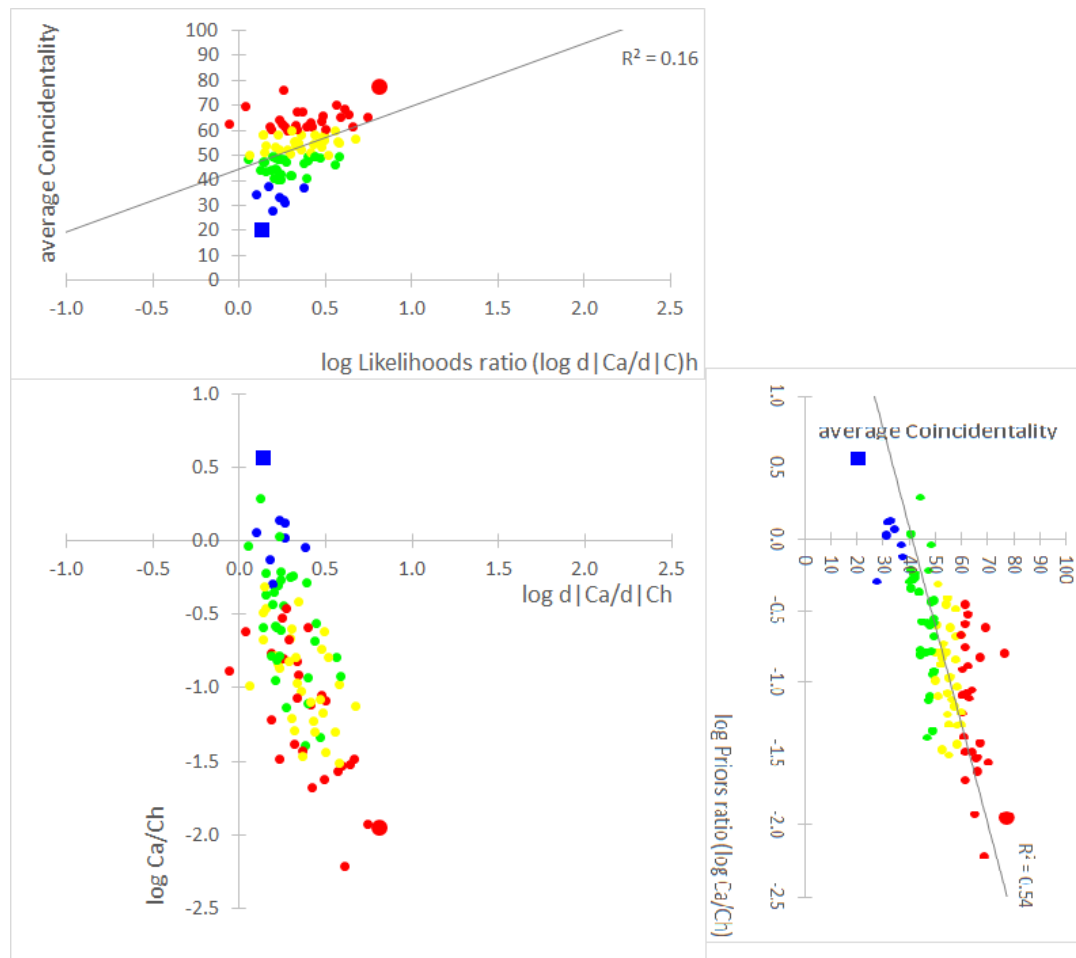 average Coincidentality
100
90
80
70
60
50
40
30
20
10
0
R² = 0.16
-1.0 -0.5 0.0 0.5 1.0 1.5 2.0 2.5
log Likelihoods ratio (log d|Ca/d|C)h
1.0
0.5
0.0
-0.5
-1.0
-1.5
-2.0
-2.5
-1.0 -0.5 0.0 0.5 1.0 1.5 2.0 2.5
log d|Ca/d|Ch
log Ca/Ch
1.0
0.5
0.0
-0.5
-1.0
-1.5
-2.0
-2.5
average Coincidentality
0 10 20 30 40 50 60 70 80 90 100
log Priors ratio (log Ca/Ch)
R² = 0.54